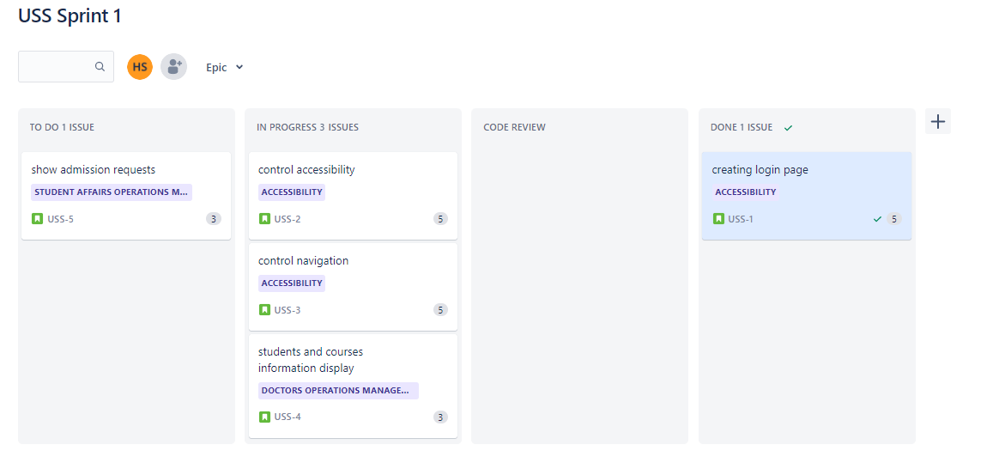 USS Sprint 1
HS
Epic
TO DO 1 ISSUE
show admission requests
STUDENT AFFAIRS OPERATIONS M...
USS-5
3
IN PROGRESS 3 ISSUES
control accessibility
ACCESSIBILITY
USS-2
5
control navigation
ACCESSIBILITY
USS-3
5
students and courses
information display
DOCTORS OPERATIONS MANAGE...
USS-4
3
CODE REVIEW
DONE 1 ISSUE
creating login page
ACCESSIBILITY
USS-1
5